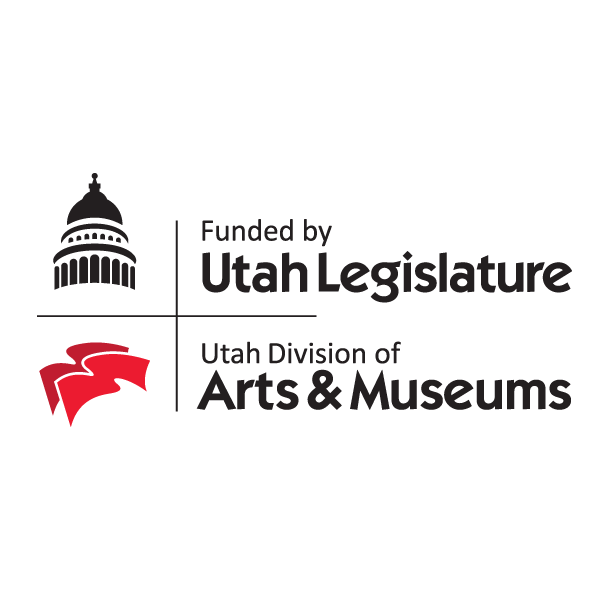 Funded by
Utah Legislature
Utah Division of
Arts & Museums